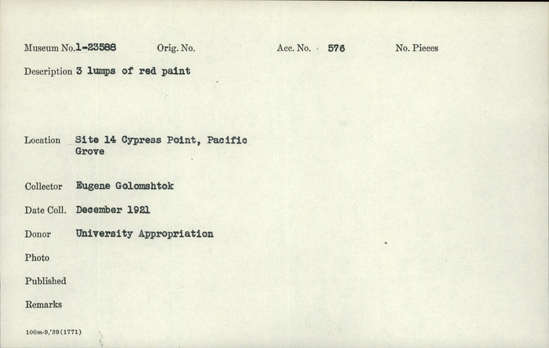 Museum No. 1-23588 Orig. No. Acc. No. 576 No. Pieces
Description 3 lumps of red paint
Location Site 14 Cypress Point, Pacific
Grove
Collector Eugene Golomshtok
Date Coll. December 1921
Donor University Appropriation
Photo
Published
Remarks
100m-9,'39(1771)